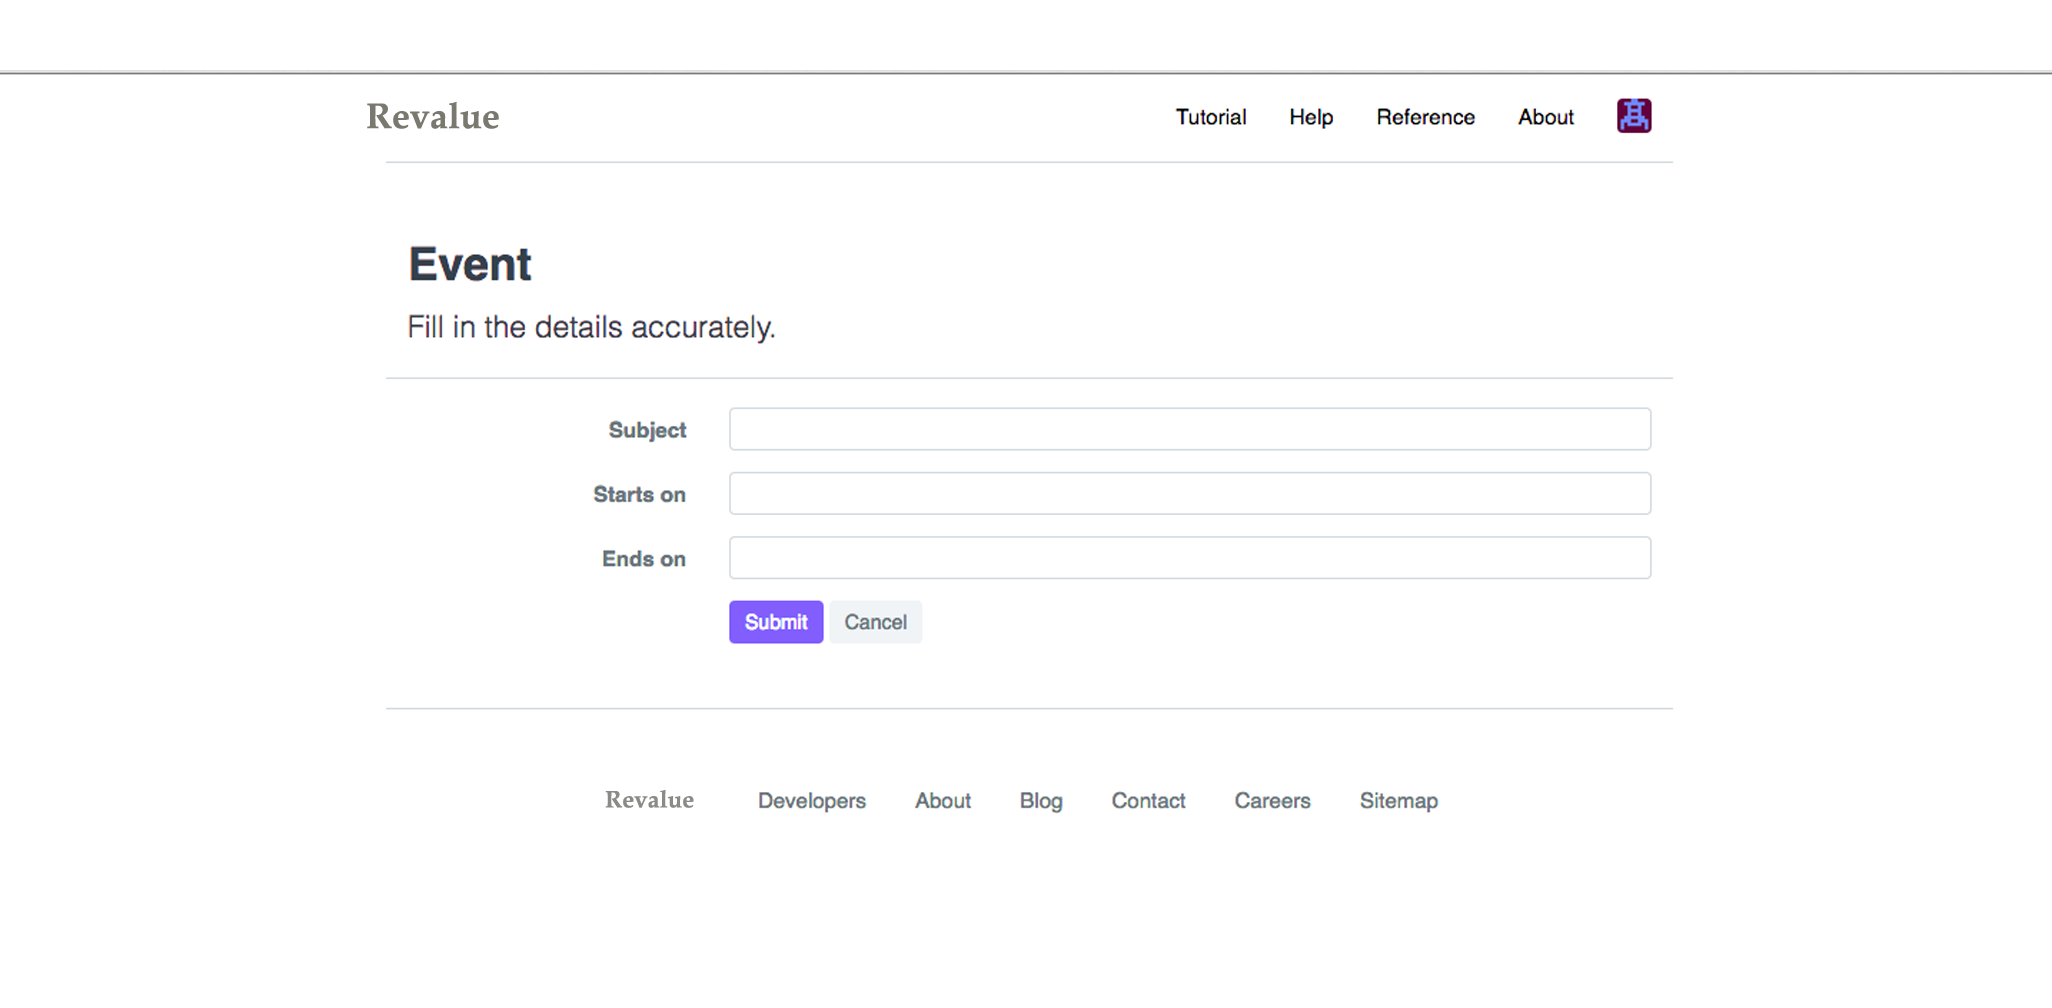 Revalue Tutorial Help Reference About
Event
Fill in the details accurately.
Subject
Starts on
Ends on
Submit Cancel
Revalue Developers About Blog Contact Careers Sitemap